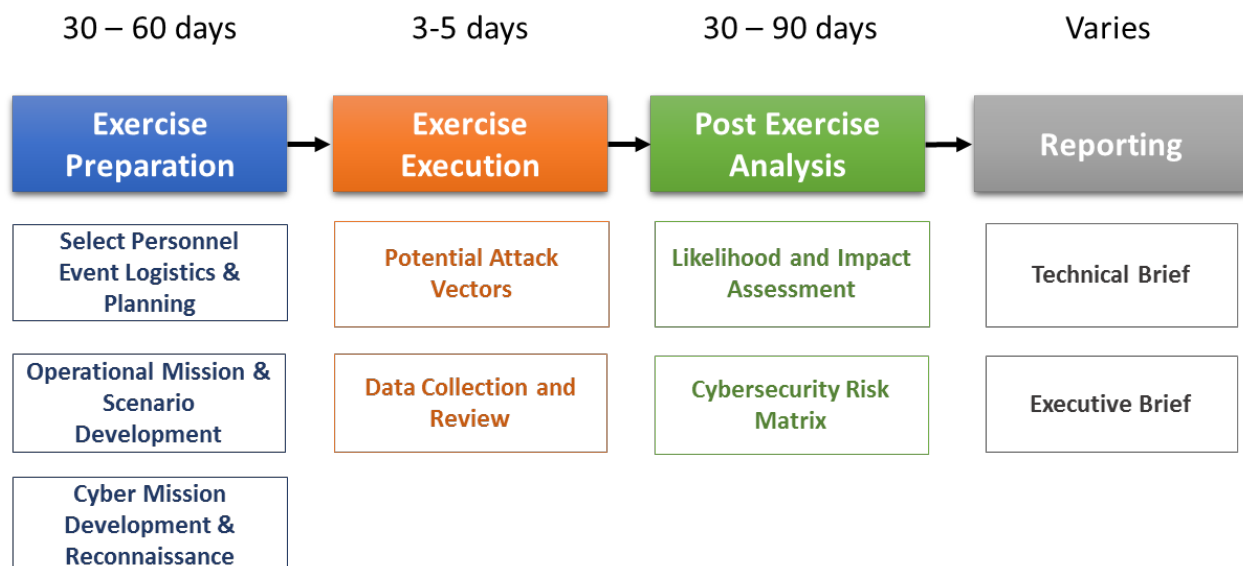 30 – 60 days
3-5 days
30 – 90 days
Varies
Exercise
Preparation
Exercise
Execution
Post Exercise
Analysis
Reporting
Select Personnel
Event Logistics &
Planning
Potential Attack
Vectors
Likelihood and Impact
Assessment
Technical Brief
Operational Mission &
Scenario
Development
Data Collection and
Review
Cybersecurity Risk
Matrix
Executive Brief
Cyber Mission
Development &
Reconnaissance